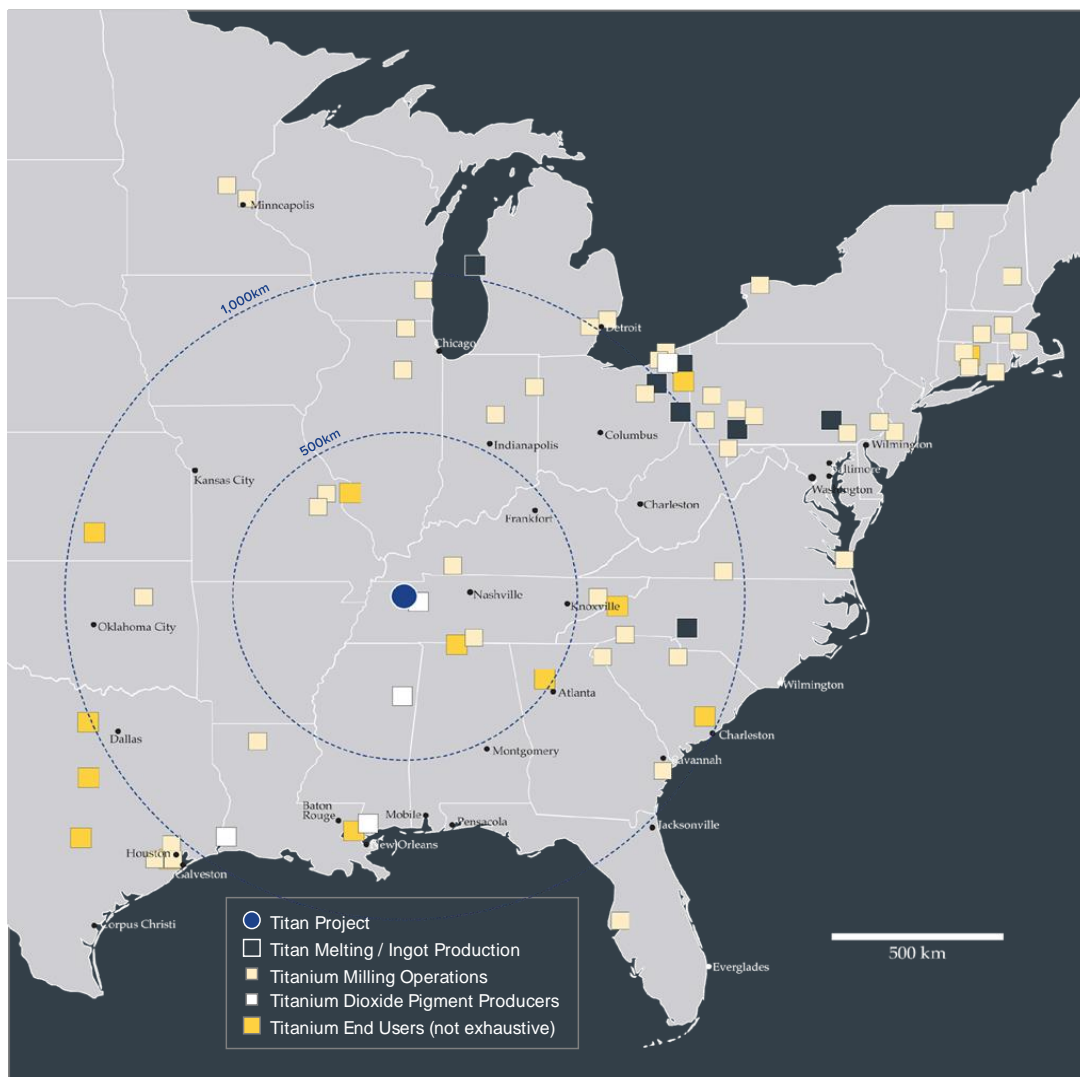 Minneapolis
1,000km
Detroit
Chicago
500km
Indianapolis
Columbus
Wilmington
Kansas City
Washington
Charleston
Frankfort
Nashville
Knoxville
Oklahoma City
Wilmington
Atlanta
Dallas
Charleston
Montgomery
Savannah
Baton
Rouge
Mobile
Pensacola
Jacksonville
New Orleans
Houston
Galveston
Corpus Christi
Titan Project
Titan Melting / Ingot Production
Titanium Milling Operations
Titanium Dioxide Pigment Producers
Titanium End Users (not exhaustive)
500 km
Everglades